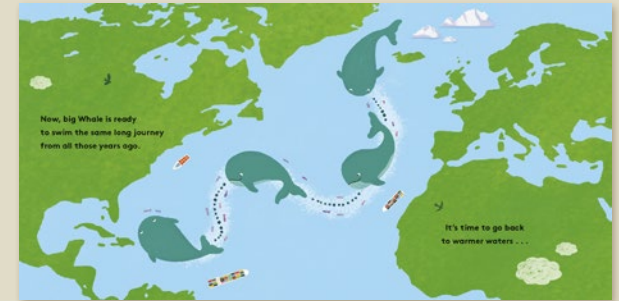 Now, big Whale is ready
to swim the same long journey
from all those years ago.
It's time to go back
to warmer waters . . .